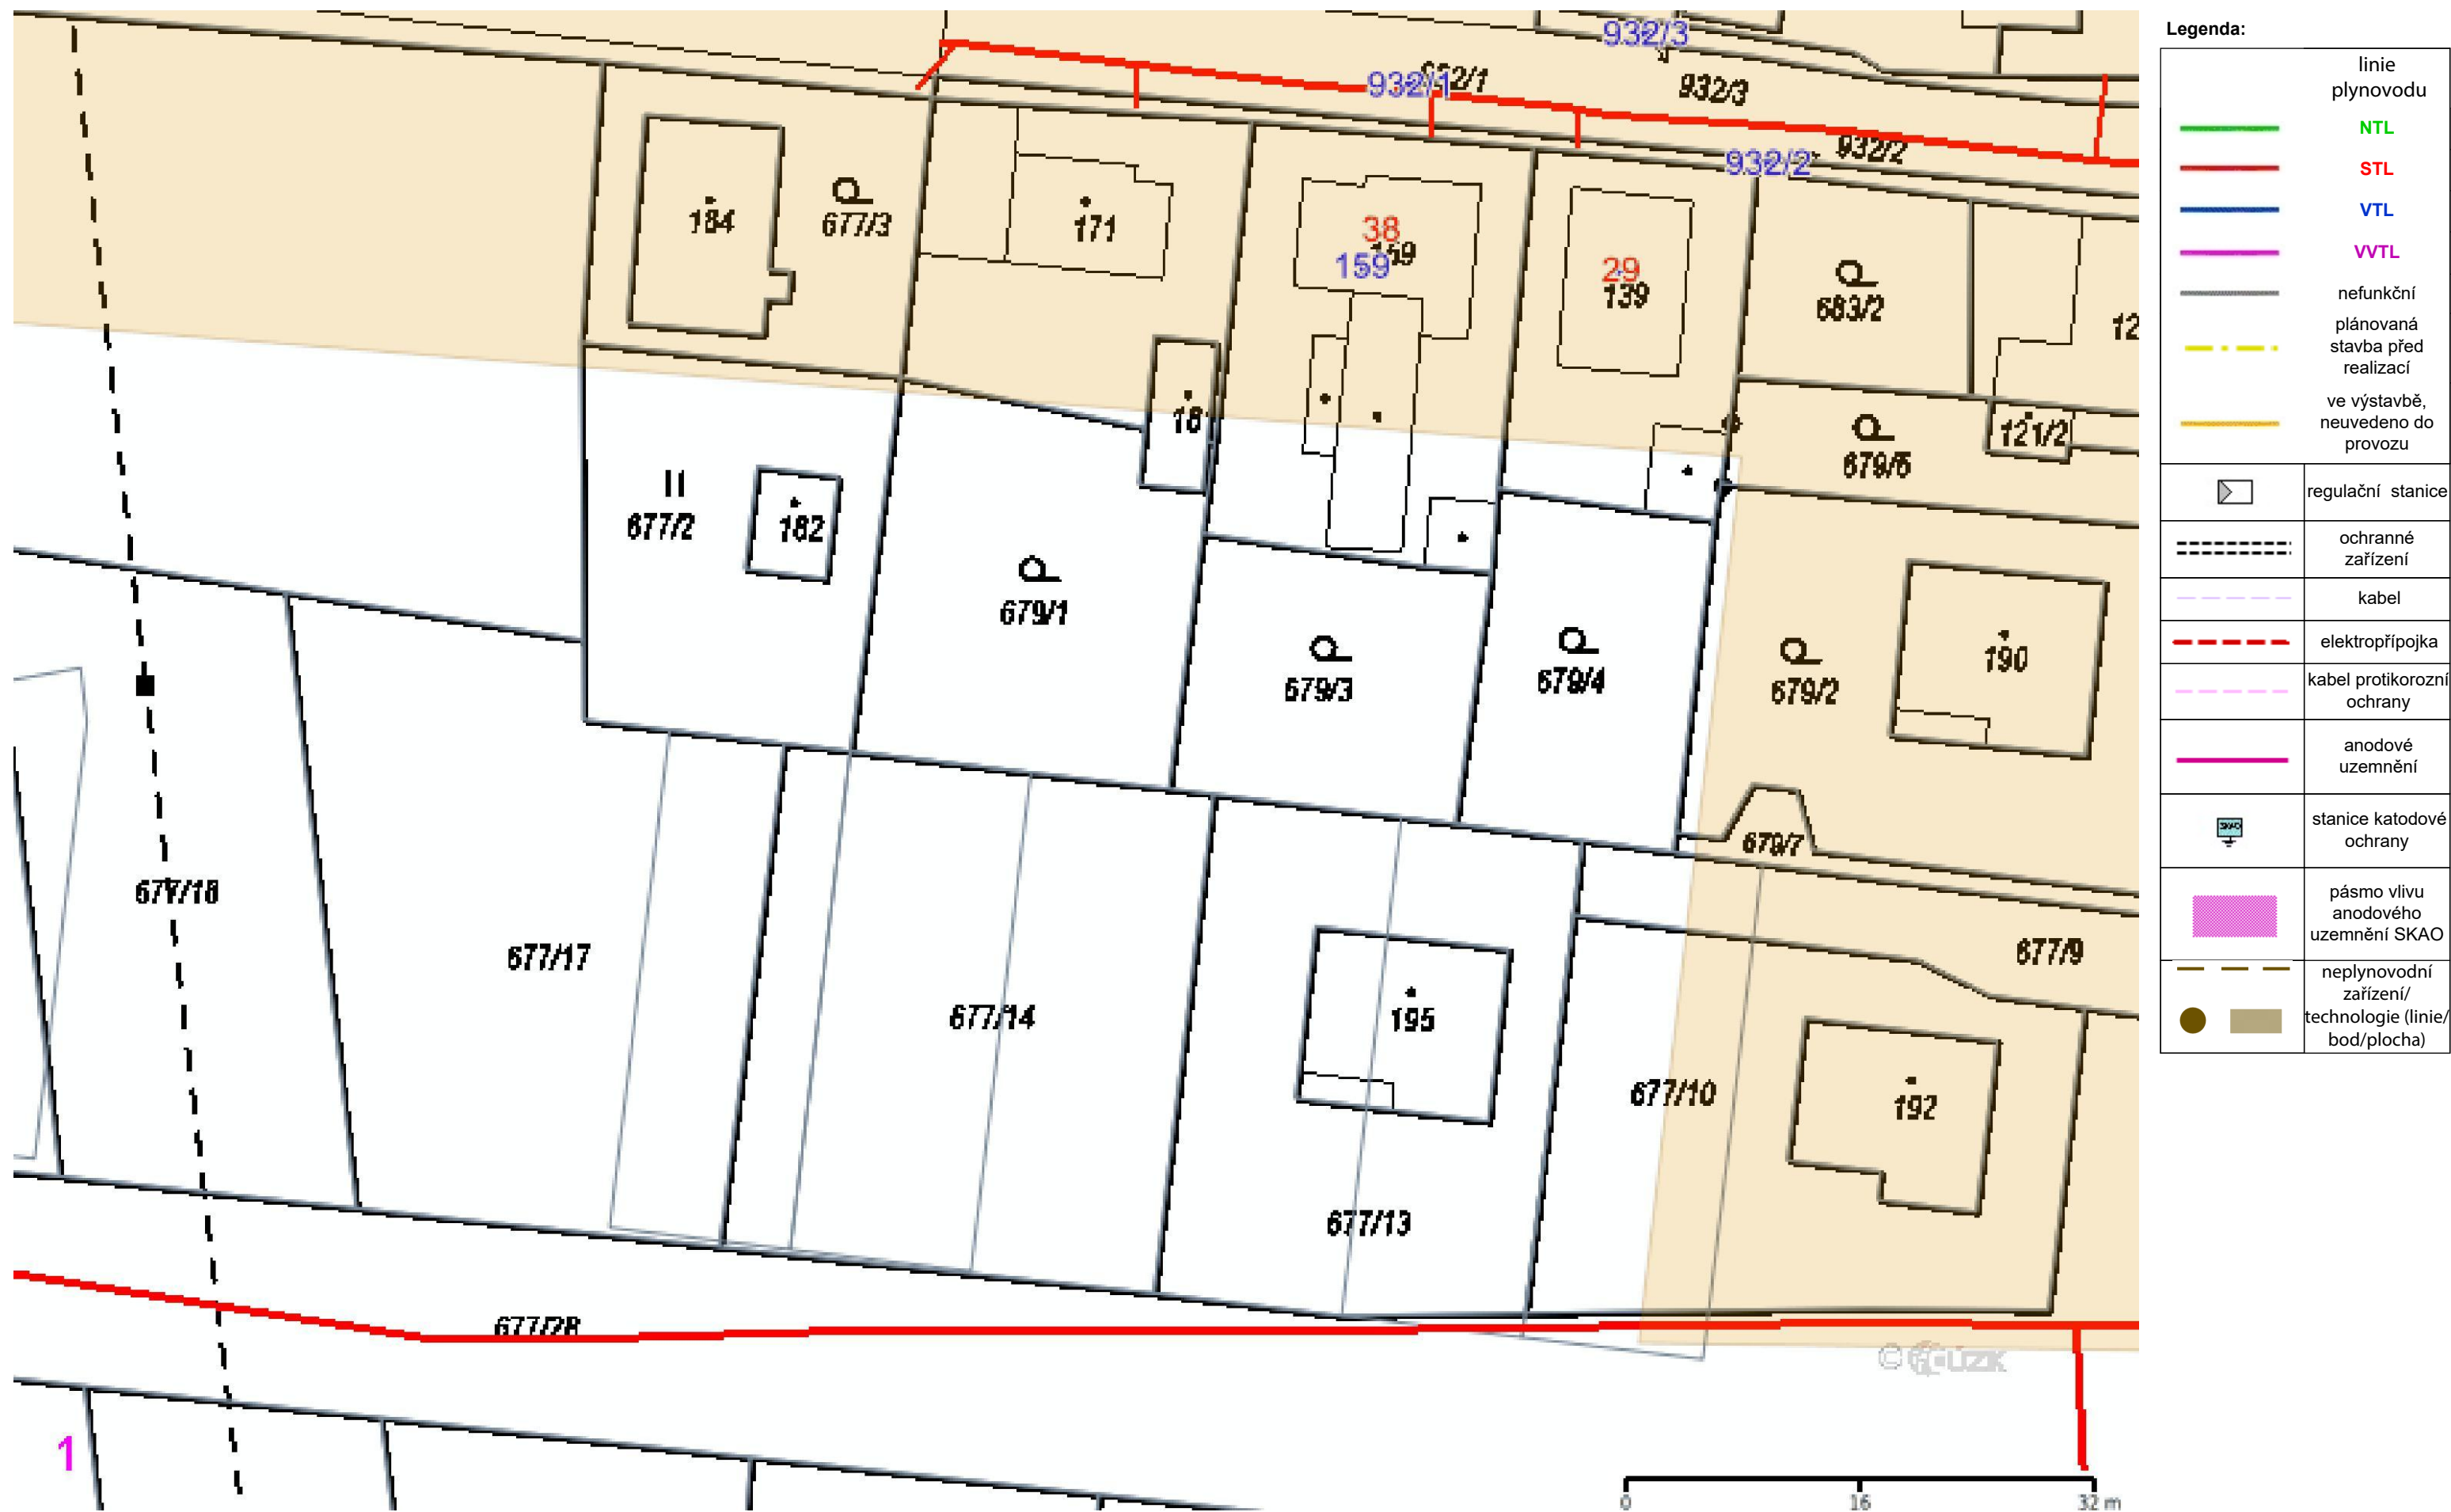 932/3
932/1
932/3
932/2
932/2
184
677/3
171
38
159
29
139
683/2
677/2
182
679/1
679/3
679/4
679/2
190
121/2
679/7
677/9
677/17
677/14
195
677/10
192
677/13
677/28
1
0 16 32 m
Legenda:
linie
plynovodu
NTL
STL
VTL
VVTL
nefunkční
plánovaná
stavba před
realizací
ve výstavbě,
neuvedeno do
provozu
regulační stanice
ochranné
zařízení
kabel
elektropřípojka
kabel protikorozní
ochrany
anodové
uzemnění
SKAO
stanice katodové
ochrany
pásmo vlivu
anodového
uzemnění SKAO
neplynovodní
zařízení/
technologie (linie/
bod/plocha)